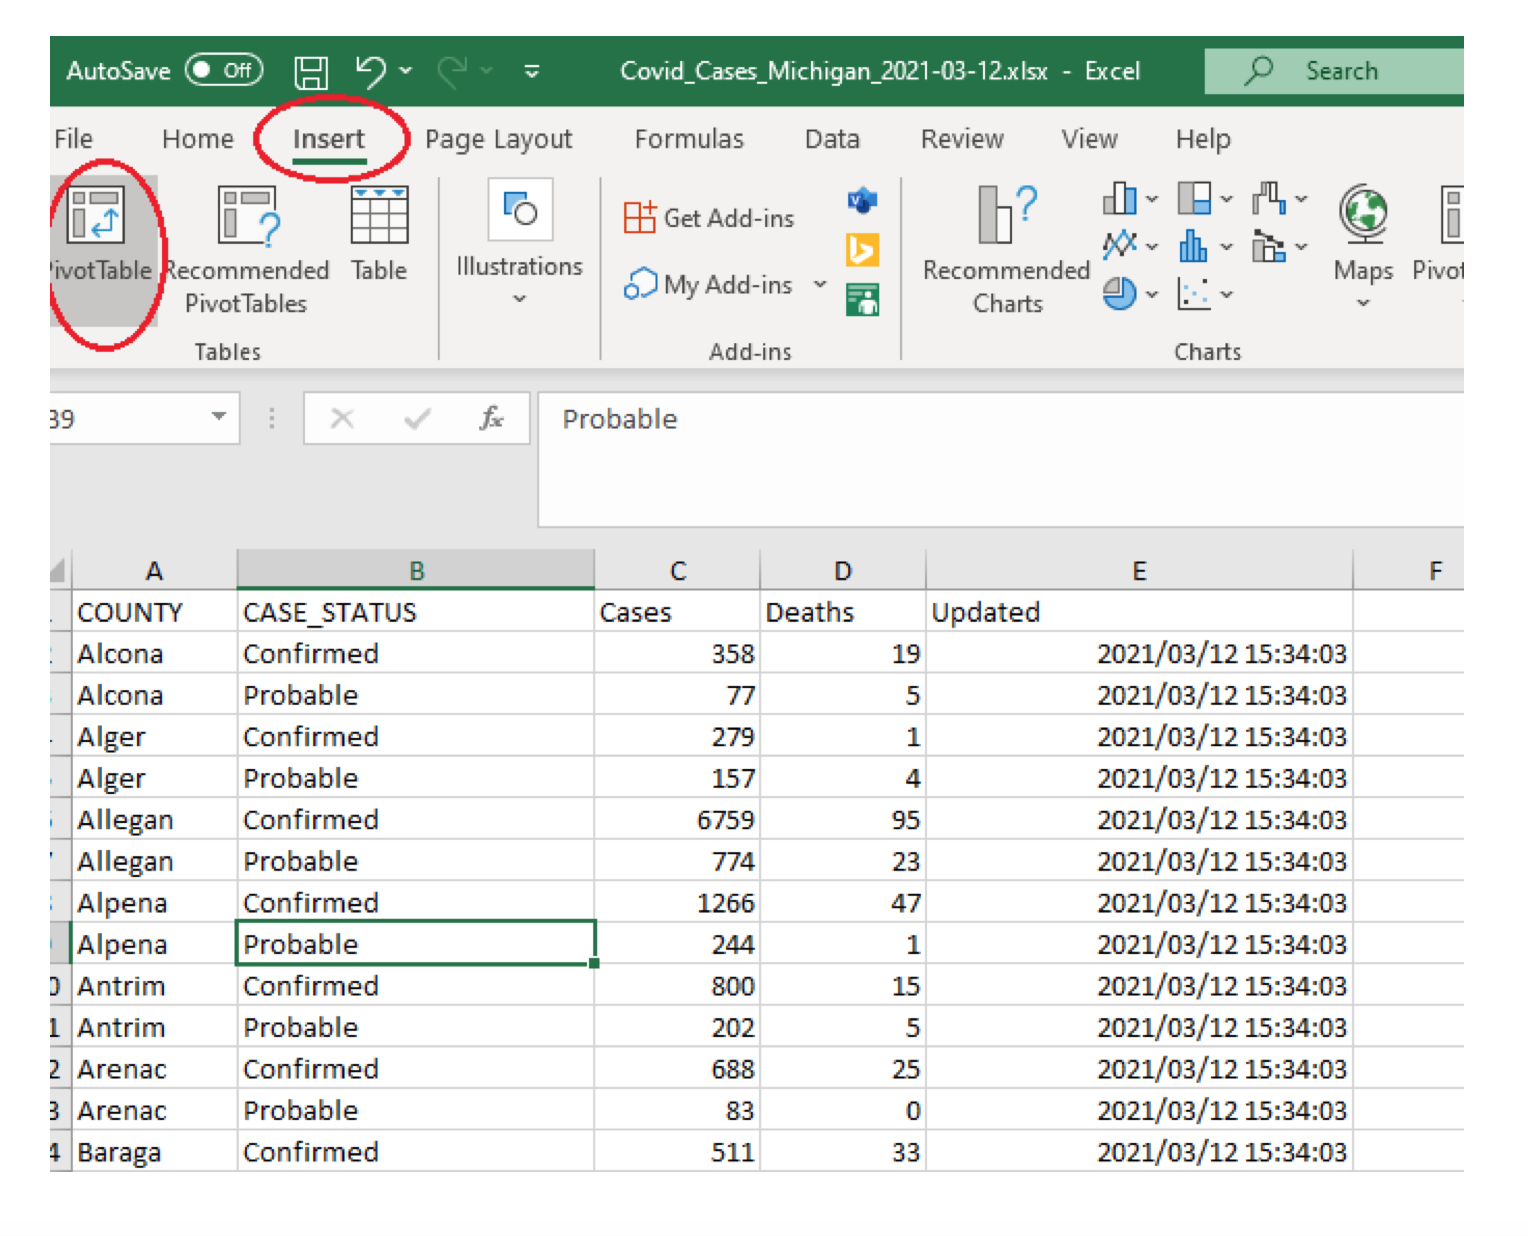 AutoSave Off Covid_Cases_Michigan_2021-03-12.xlsx - Excel Search
File Home Insert Page Layout Formulas Data Review View Help
PivotTable
Recommended PivotTables
Table
Illustrations
Get Add-ins
My Add-ins
Recommended Charts
Maps
Pivot
Tables Add-ins Charts
B9 fx Probable
A B C D E F
COUNTY CASE_STATUS Cases Deaths Updated
Alcona Confirmed 358 19 2021/03/12 15:34:03
Alcona Probable 77 5 2021/03/12 15:34:03
Alger Confirmed 279 1 2021/03/12 15:34:03
Alger Probable 157 4 2021/03/12 15:34:03
Allegan Confirmed 6759 95 2021/03/12 15:34:03
Allegan Probable 774 23 2021/03/12 15:34:03
Alpena Confirmed 1266 47 2021/03/12 15:34:03
Alpena Probable 244 1 2021/03/12 15:34:03
0 Antrim Confirmed 800 15 2021/03/12 15:34:03
1 Antrim Probable 202 5 2021/03/12 15:34:03
2 Arenac Confirmed 688 25 2021/03/12 15:34:03
3 Arenac Probable 83 0 2021/03/12 15:34:03
4 Baraga Confirmed 511 33 2021/03/12 15:34:03